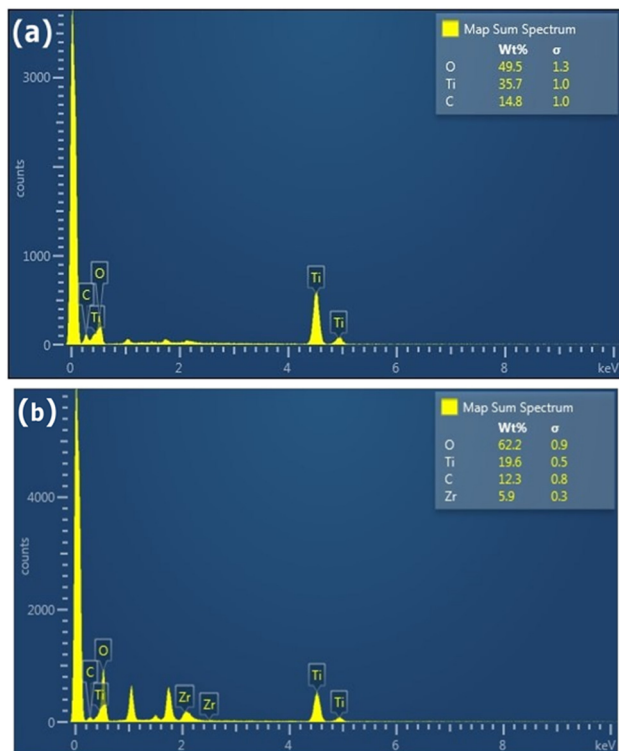 (a)
Map Sum Spectrum
Wt% σ
O 49.5 1.3
Ti 35.7 1.0
C 14.8 1.0
counts
3000
1000
0
C
Ti
O
Ti
Ti
0 2 4 6 8 keV
(b)
Map Sum Spectrum
Wt% σ
O 62.2 0.9
Ti 19.6 0.5
C 12.3 0.8
Zr 5.9 0.3
counts
4000
2000
0
C
Ti
O
Zr
Zr
Ti
Ti
0 2 4 6 8 keV